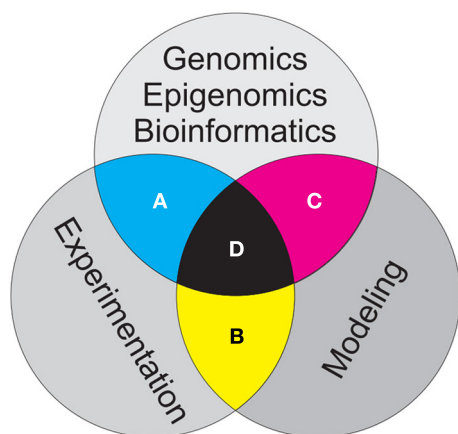 Genomics
Epigenomics
Bioinformatics
A
C
D
Experimentation
Modeling
B